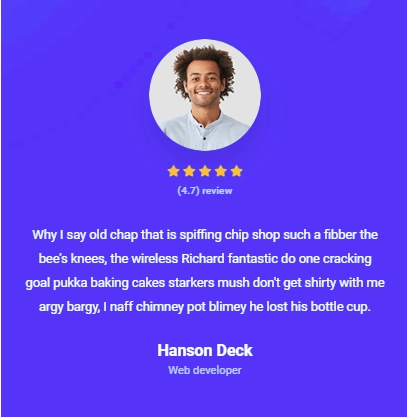 (4.7) review
Why I say old chap that is spiffing chip shop such a fibber the
bee's knees, the wireless Richard fantastic do one cracking
goal pukka baking cakes starkers mush don't get shirty with me
argy bargy, I naff chimney pot blimey he lost his bottle cup.
Hanson Deck
Web developer